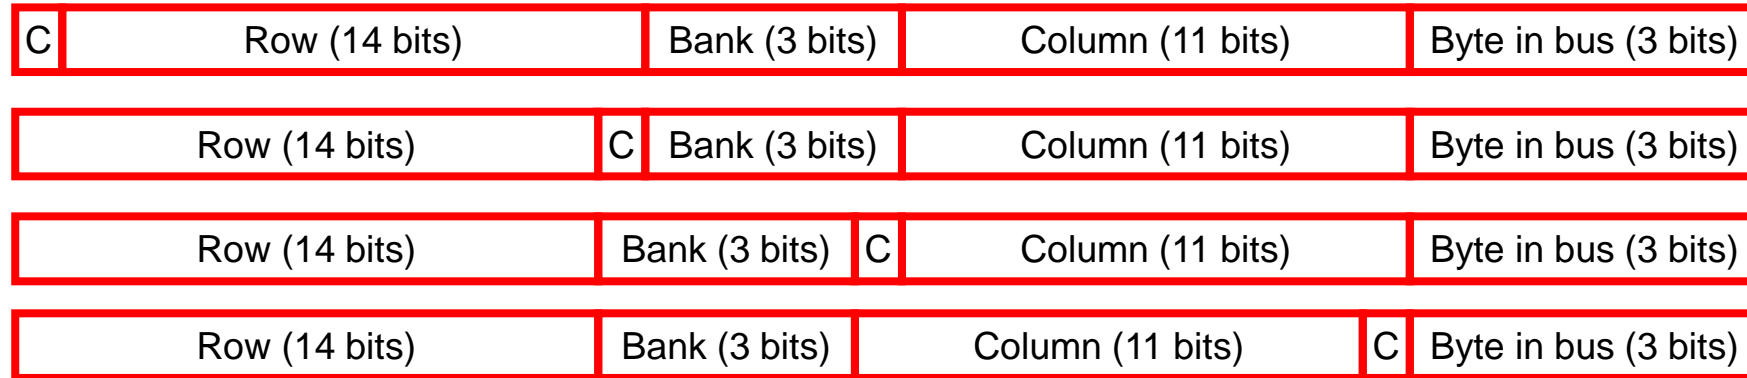 C Row (14 bits) Bank (3 bits) Column (11 bits) Byte in bus (3 bits)
Row (14 bits) C Bank (3 bits) Column (11 bits) Byte in bus (3 bits)
Row (14 bits) Bank (3 bits) C Column (11 bits) Byte in bus (3 bits)
Row (14 bits) Bank (3 bits) Column (11 bits) C Byte in bus (3 bits)